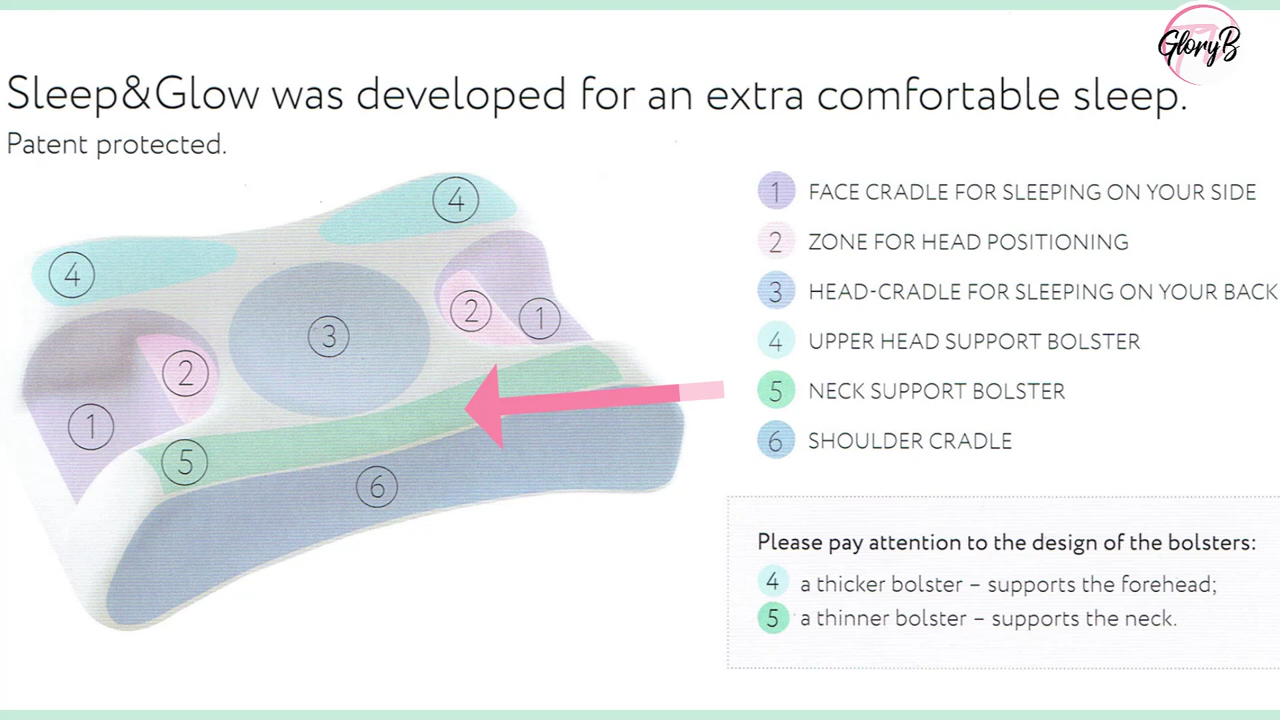 GloryB
Sleep&Glow was developed for an extra comfortable sleep.
Patent protected.
4
4
1
2
3
2
1
5
6
1 FACE CRADLE FOR SLEEPING ON YOUR SIDE
2 ZONE FOR HEAD POSITIONING
3 HEAD-CRADLE FOR SLEEPING ON YOUR BACK
4 UPPER HEAD SUPPORT BOLSTER
5 NECK SUPPORT BOLSTER
6 SHOULDER CRADLE
Please pay attention to the design of the bolsters:
4 a thicker bolster – supports the forehead;
5 a thinner bolster – supports the neck.